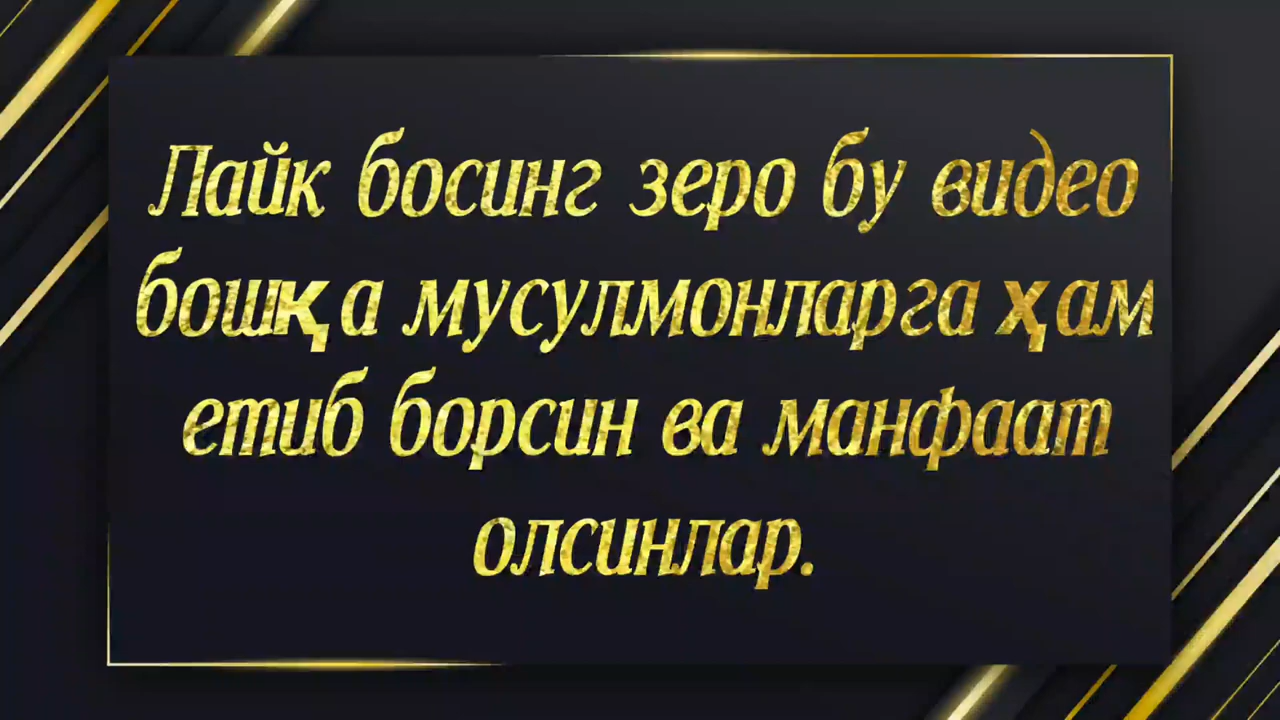 Лайк босинг зеро бу видео
бошқа мусулмонларга ҳам
етиб борсин ва манфаат
олсинлар.